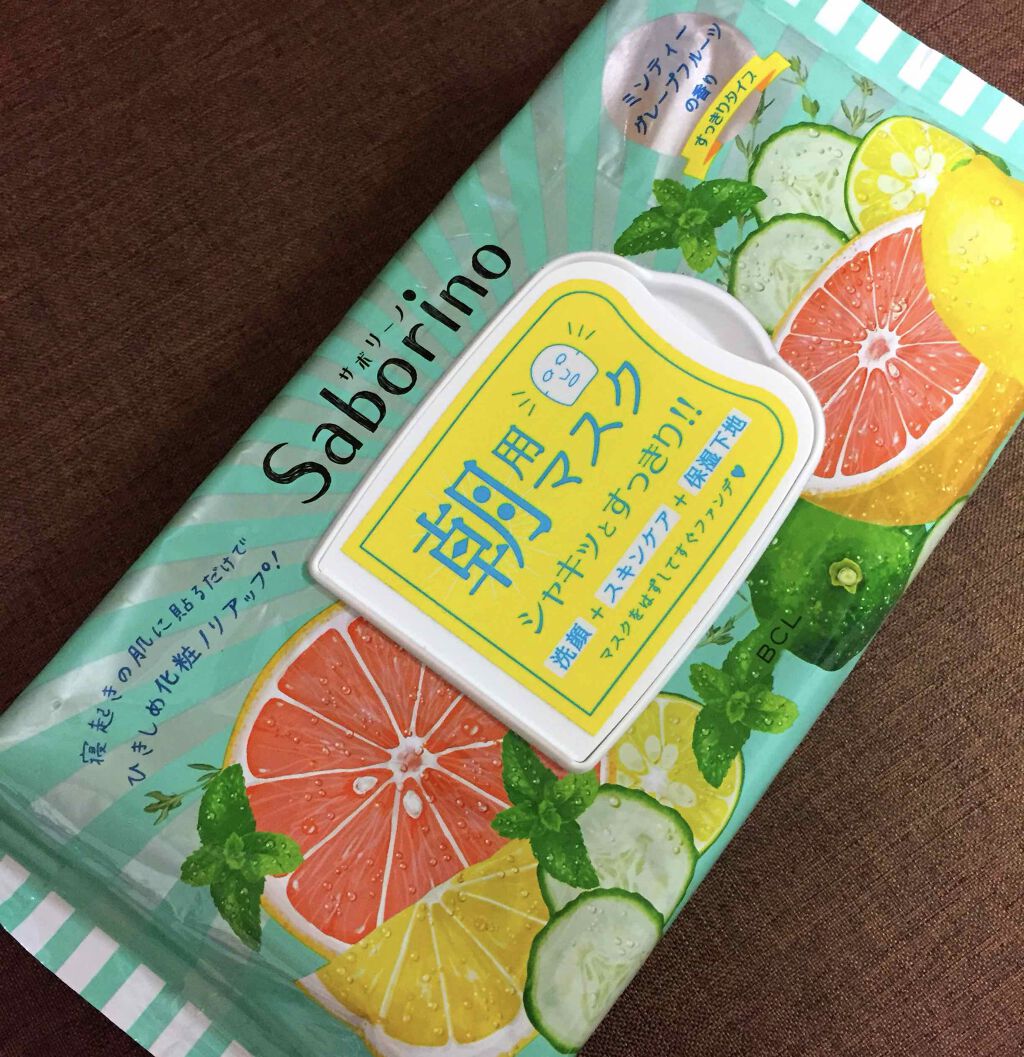 ミンティー
グレープフルーツ
の香り
すっきりタイプ
サボリーノ
Saborino
朝用
マスク
シャキッとすっきり!!
洗顔 + スキンケア + 保湿下地
マスクをはずしてすぐファンデ♥
寝起きの肌に貼るだけで
ひきしめ化粧ノリアップ!
BCL